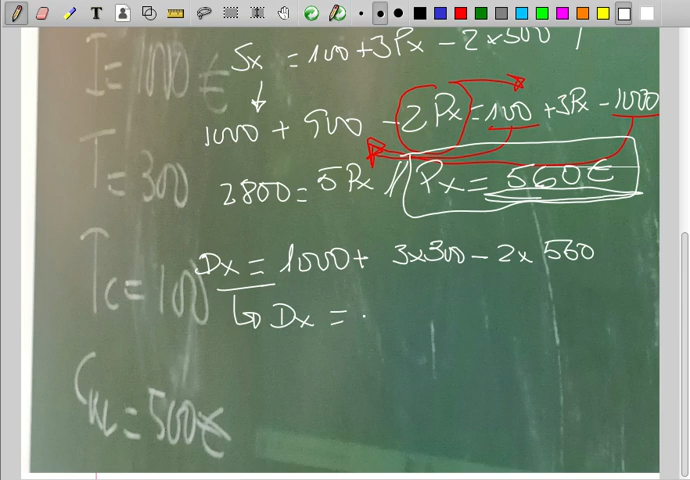 I = 1000 €
Sx = 100 + 3Px - 2 x 500
1000 + 900 - 2Px = 100 + 3Px - 1000
T = 300
2800 = 5Px // Px = 560€
Dx = 1000 + 3x300 - 2x 560
Tc = 100
↳ Dx =
= 500€